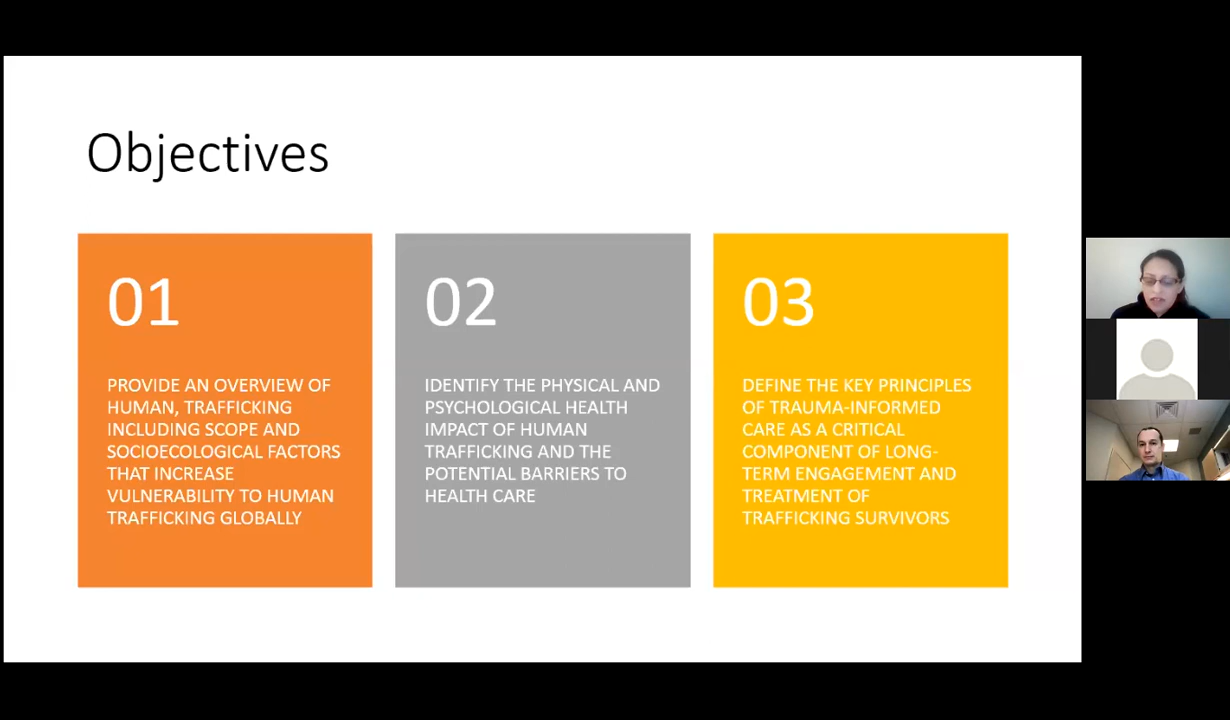 Objectives
01
PROVIDE AN OVERVIEW OF
HUMAN, TRAFFICKING
INCLUDING SCOPE AND
SOCIOECOLOGICAL FACTORS
THAT INCREASE
VULNERABILITY TO HUMAN
TRAFFICKING GLOBALLY
02
IDENTIFY THE PHYSICAL AND
PSYCHOLOGICAL HEALTH
IMPACT OF HUMAN
TRAFFICKING AND THE
POTENTIAL BARRIERS TO
HEALTH CARE
03
DEFINE THE KEY PRINCIPLES
OF TRAUMA-INFORMED
CARE AS A CRITICAL
COMPONENT OF LONG-
TERM ENGAGEMENT AND
TREATMENT OF
TRAFFICKING SURVIVORS